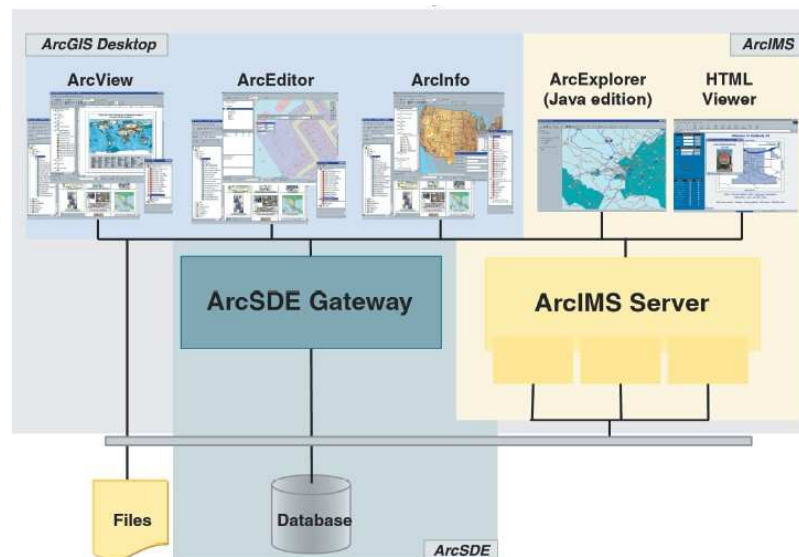 ArcGIS Desktop
ArcIMS
ArcView
ArcEditor
ArcInfo
ArcExplorer
(Java edition)
HTML
Viewer
ArcSDE Gateway
ArcIMS Server
Files
Database
ArcSDE